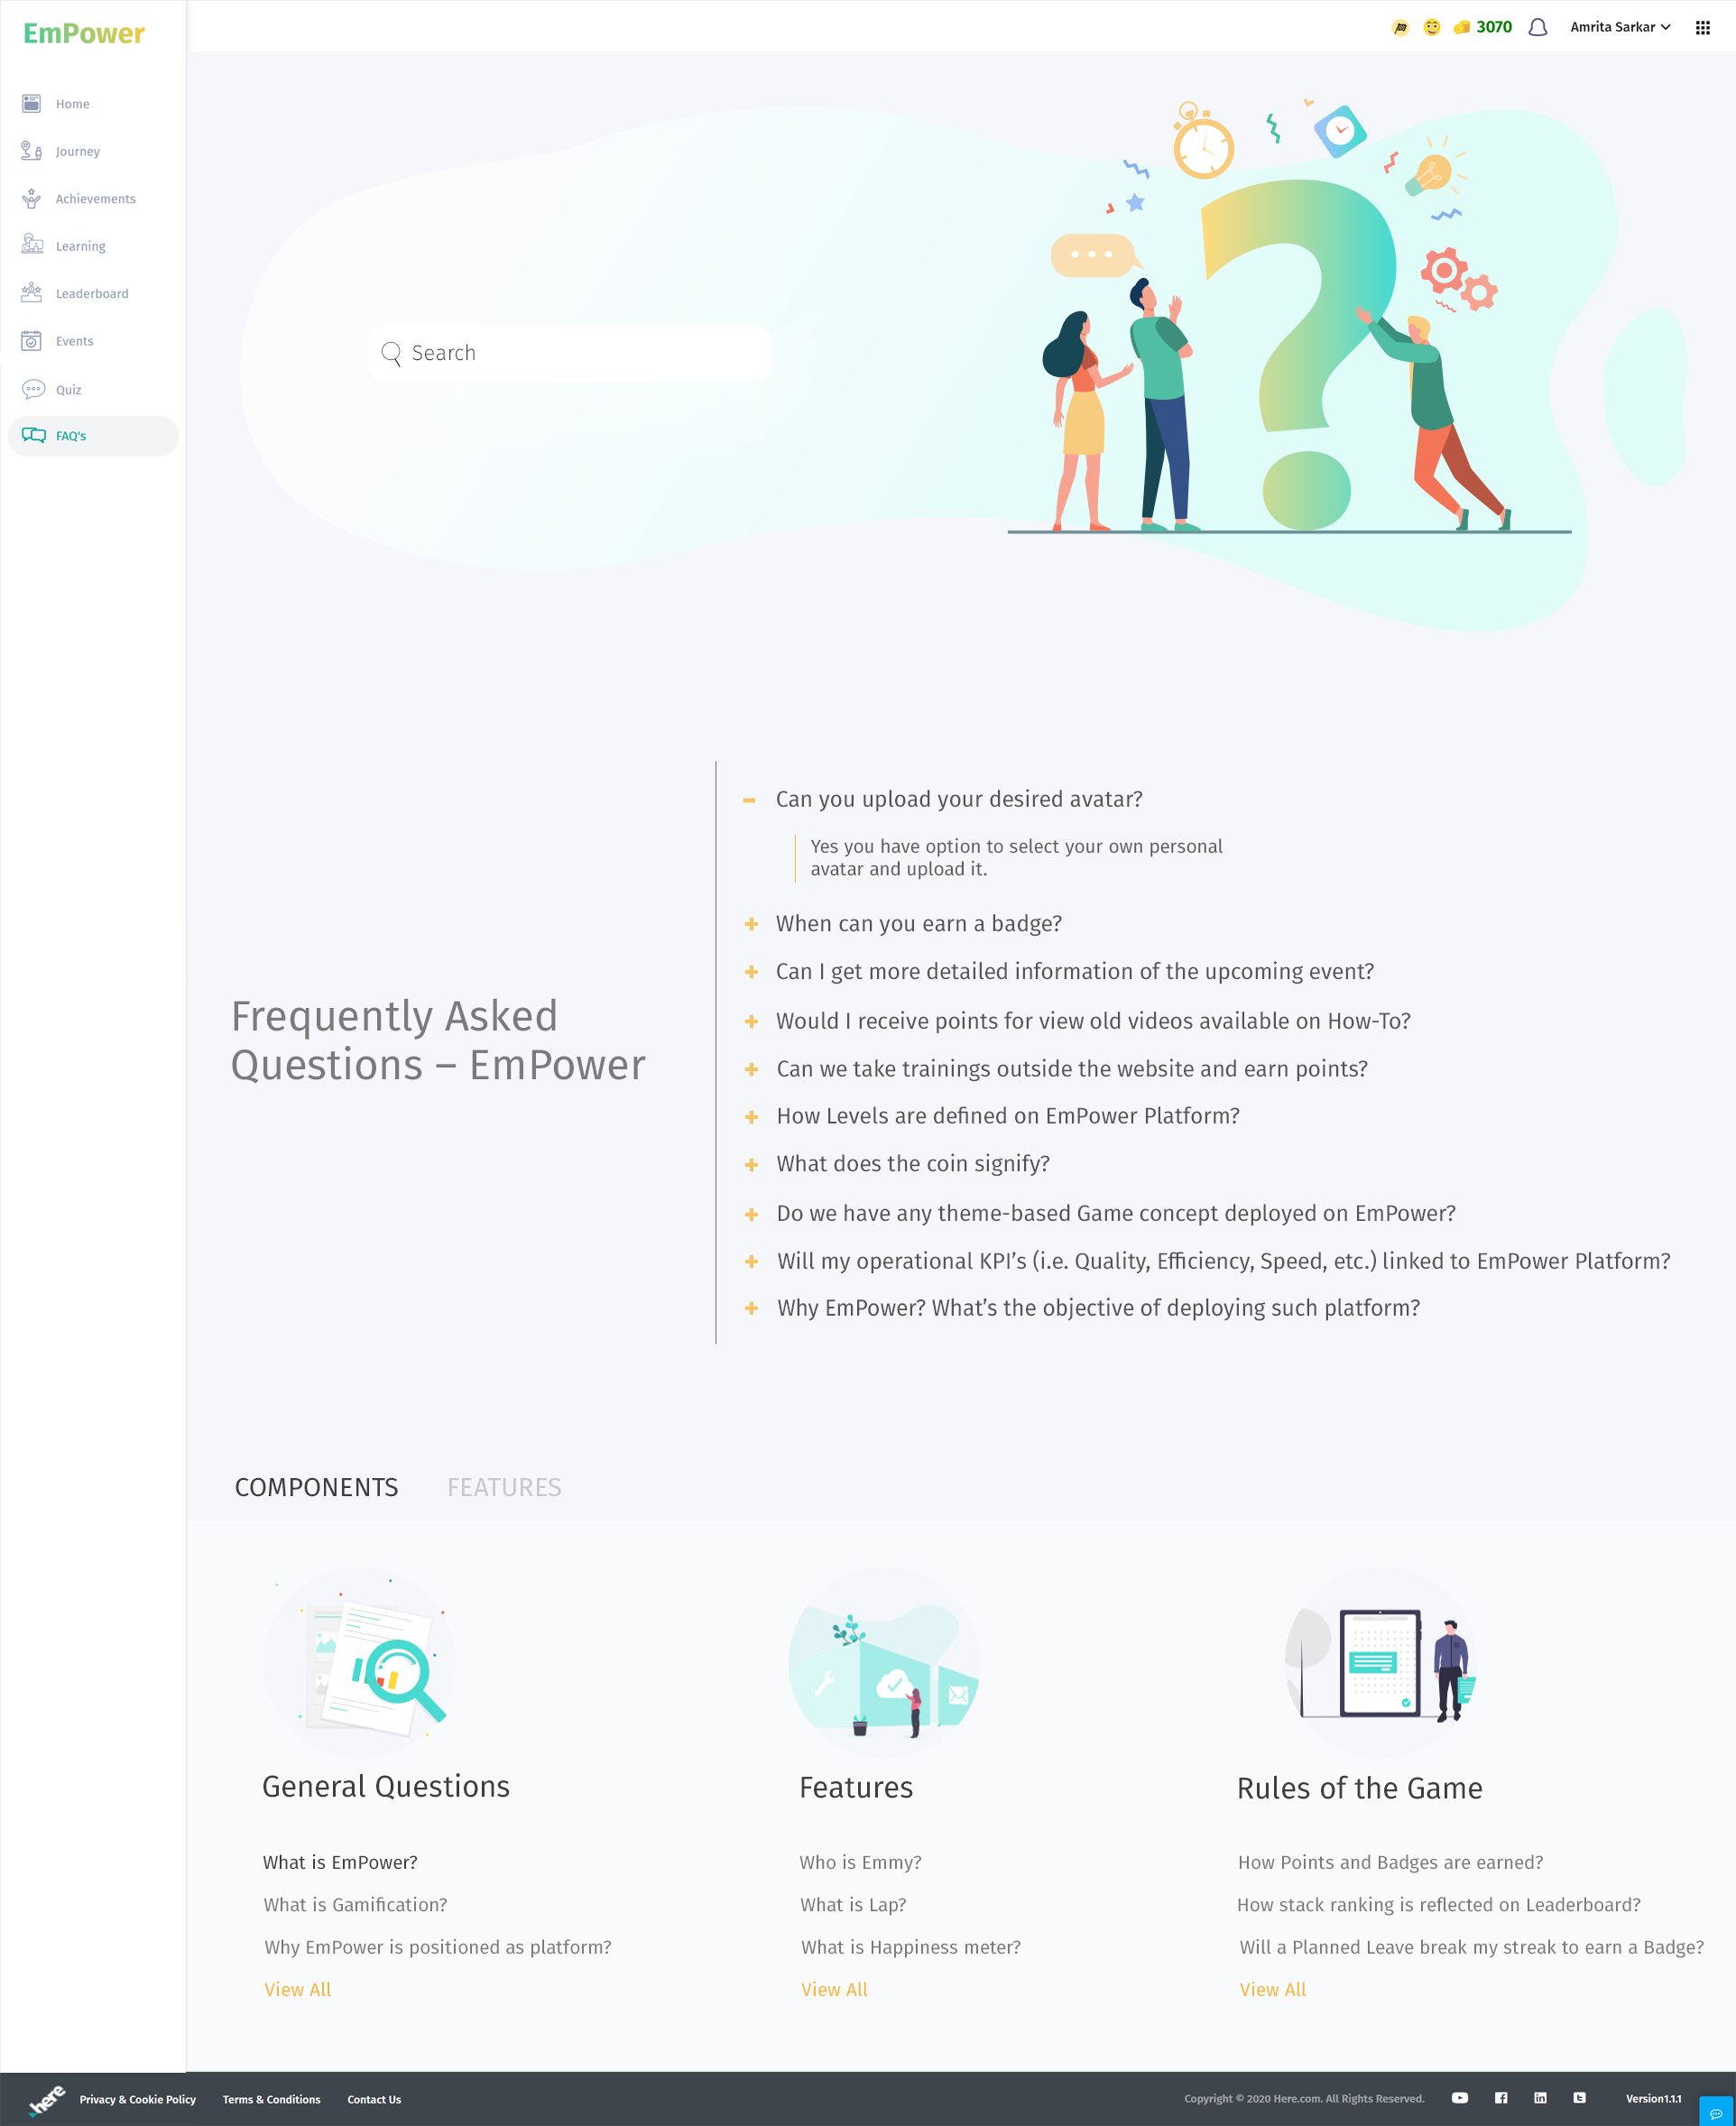 EmPower
3070
Amrita Sarkar
Home
Journey
Achievements
Learning
Leaderboard
Events
Quiz
FAQ's
Search
Frequently Asked
Questions – EmPower
Can you upload your desired avatar?
Yes you have option to select your own personal
avatar and upload it.
When can you earn a badge?
Can I get more detailed information of the upcoming event?
Would I receive points for view old videos available on How-To?
Can we take trainings outside the website and earn points?
How Levels are defined on EmPower Platform?
What does the coin signify?
Do we have any theme-based Game concept deployed on EmPower?
Will my operational KPI’s (i.e. Quality, Efficiency, Speed, etc.) linked to EmPower Platform?
Why EmPower? What’s the objective of deploying such platform?
COMPONENTS FEATURES
General Questions
What is EmPower?
What is Gamification?
Why EmPower is positioned as platform?
View All
Features
Who is Emmy?
What is Lap?
What is Happiness meter?
View All
Rules of the Game
How Points and Badges are earned?
How stack ranking is reflected on Leaderboard?
Will a Planned Leave break my streak to earn a Badge?
View All
here Privacy & Cookie Policy Terms & Conditions Contact Us Copyright © 2020 Here.com. All Rights Reserved. Version1.1.1